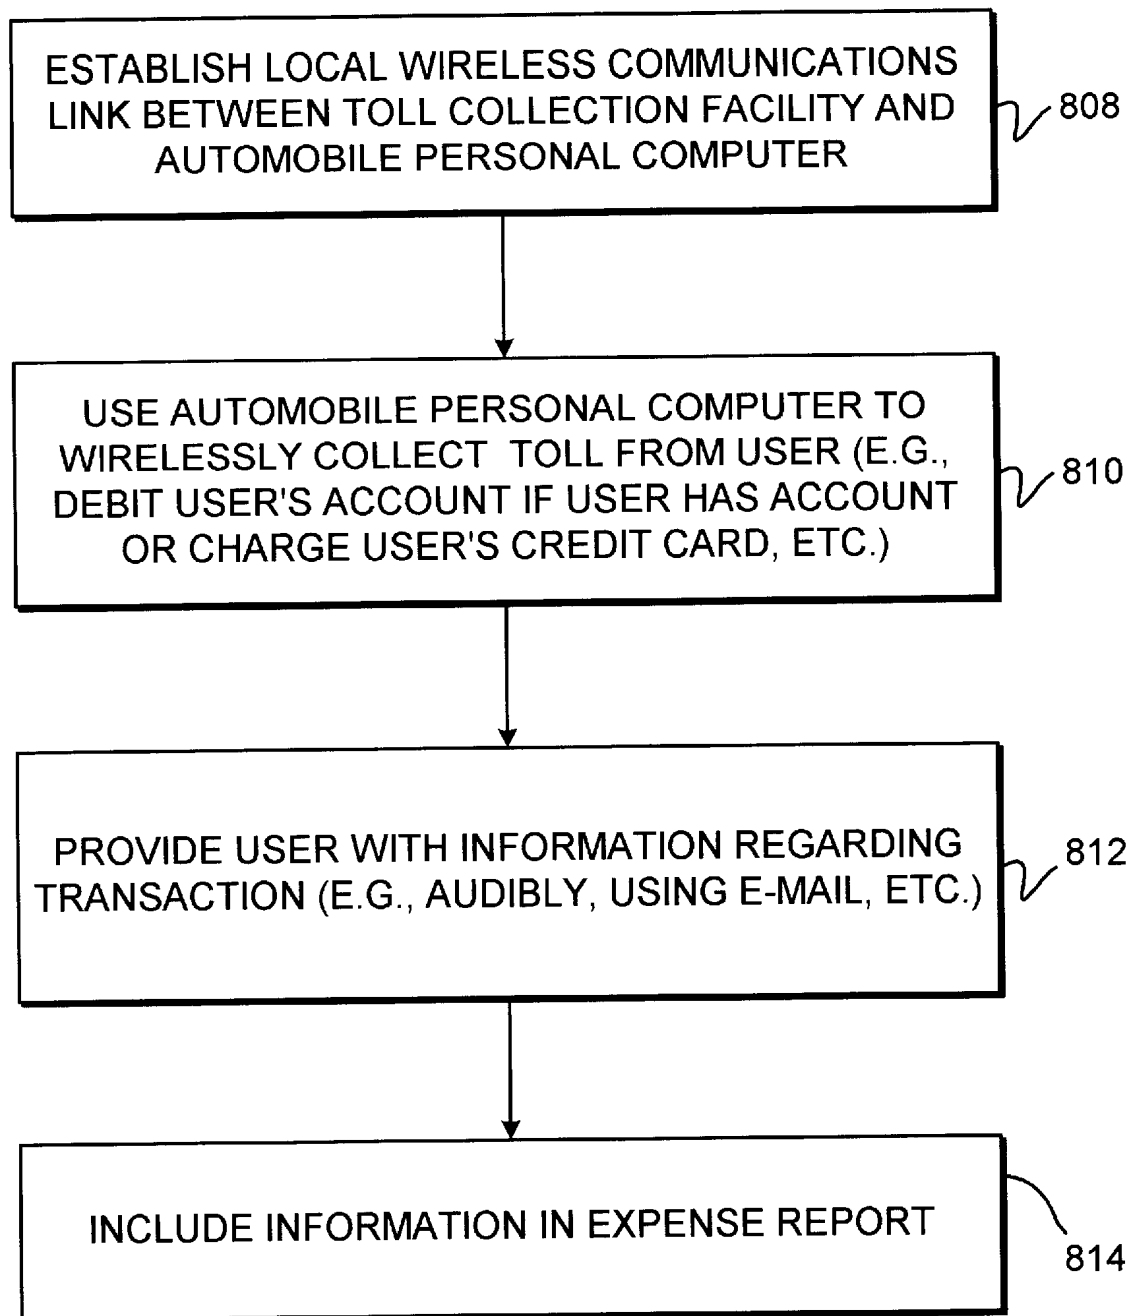 ESTABLISH LOCAL WIRELESS COMMUNICATIONS
LINK BETWEEN TOLL COLLECTION FACILITY AND
AUTOMOBILE PERSONAL COMPUTER
808
USE AUTOMOBILE PERSONAL COMPUTER TO
WIRELESSLY COLLECT TOLL FROM USER (E.G.,
DEBIT USER'S ACCOUNT IF USER HAS ACCOUNT
OR CHARGE USER'S CREDIT CARD, ETC.)
810
PROVIDE USER WITH INFORMATION REGARDING
TRANSACTION (E.G., AUDIBLY, USING E-MAIL, ETC.)
812
INCLUDE INFORMATION IN EXPENSE REPORT
814